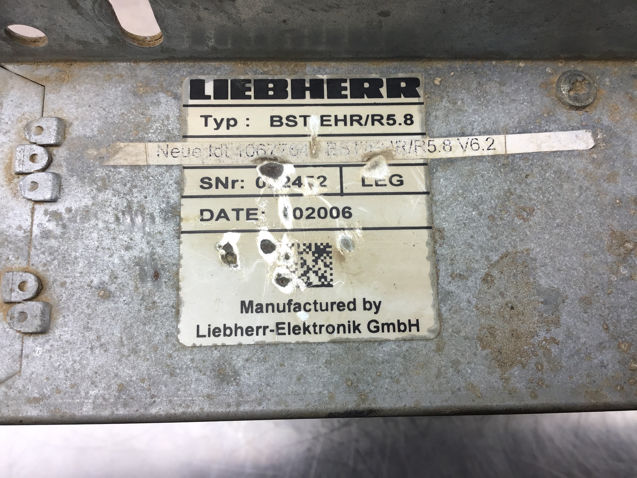 LIEBHERR
Typ : BST EHR/R5.8
Neue Idt R5.8 V6.2
SNr: LEG
DATE:
Manufactured by
Liebherr-Elektronik GmbH